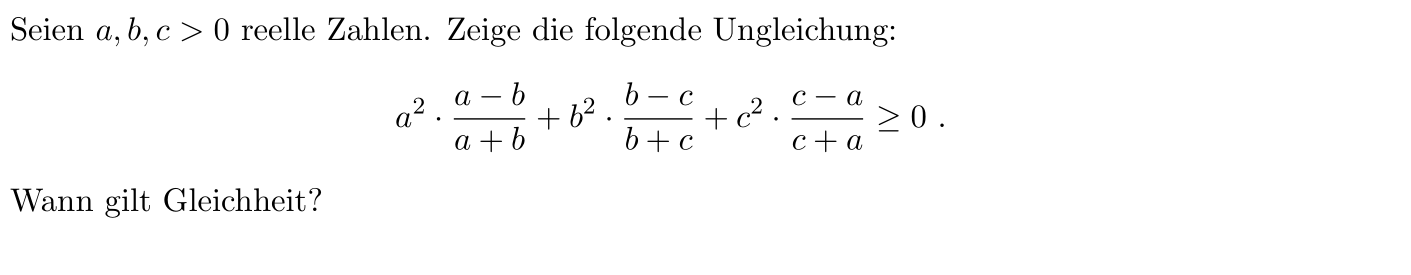 Seien a, b, c > 0 reelle Zahlen. Zeige die folgende Ungleichung:
a² · (a − b)/(a + b) + b² · (b − c)/(b + c) + c² · (c − a)/(c + a) ≥ 0 .
Wann gilt Gleichheit?